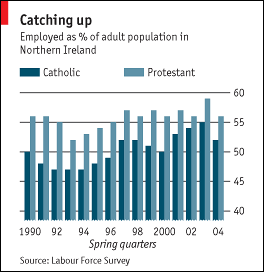 Catching up
Employed as % of adult population in
Northern Ireland
Catholic Protestant
60
55
50
45
40
1990 92 94 96 98 2000 02 04
Spring quarters
Source: Labour Force Survey